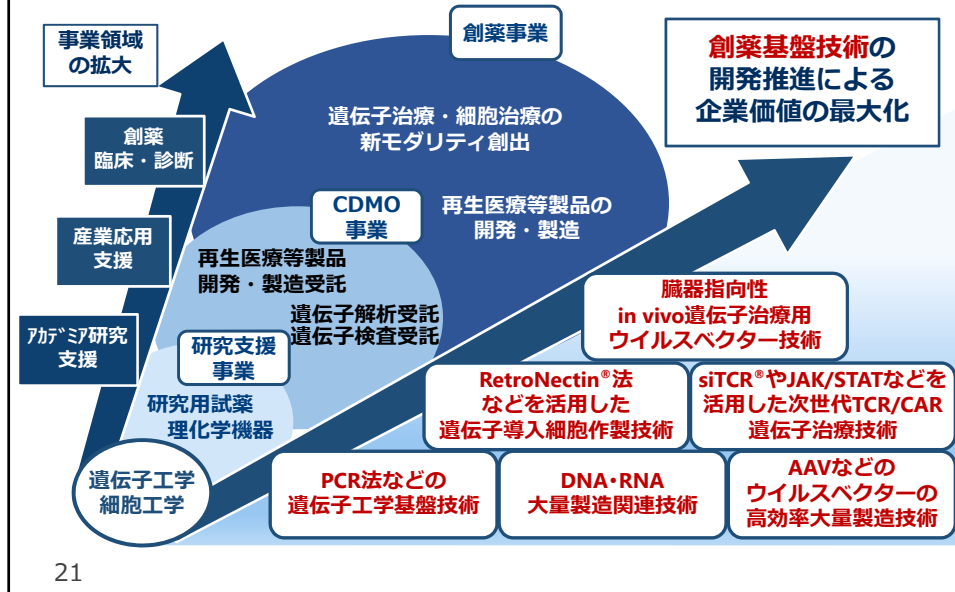 事業領域
の拡大
創薬事業
創薬基盤技術の
開発推進による
企業価値の最大化
遺伝子治療・細胞治療の
新モダリティ創出
創薬
臨床・診断
CDMO
事業
再生医療等製品の
開発・製造
産業応用
支援
再生医療等製品
開発・製造受託
遺伝子解析受託
遺伝子検査受託
臓器指向性
in vivo遺伝子治療用
ウイルスベクター技術
ｱｶﾃﾞﾐｱ研究
支援
研究支援
事業
研究用試薬
理化学機器
RetroNectin®法
などを活用した
遺伝子導入細胞作製技術
siTCR®やJAK/STATなどを
活用した次世代TCR/CAR
遺伝子治療技術
遺伝子工学
細胞工学
PCR法などの
遺伝子工学基盤技術
DNA・RNA
大量製造関連技術
AAVなどの
ウイルスベクターの
高効率大量製造技術
21